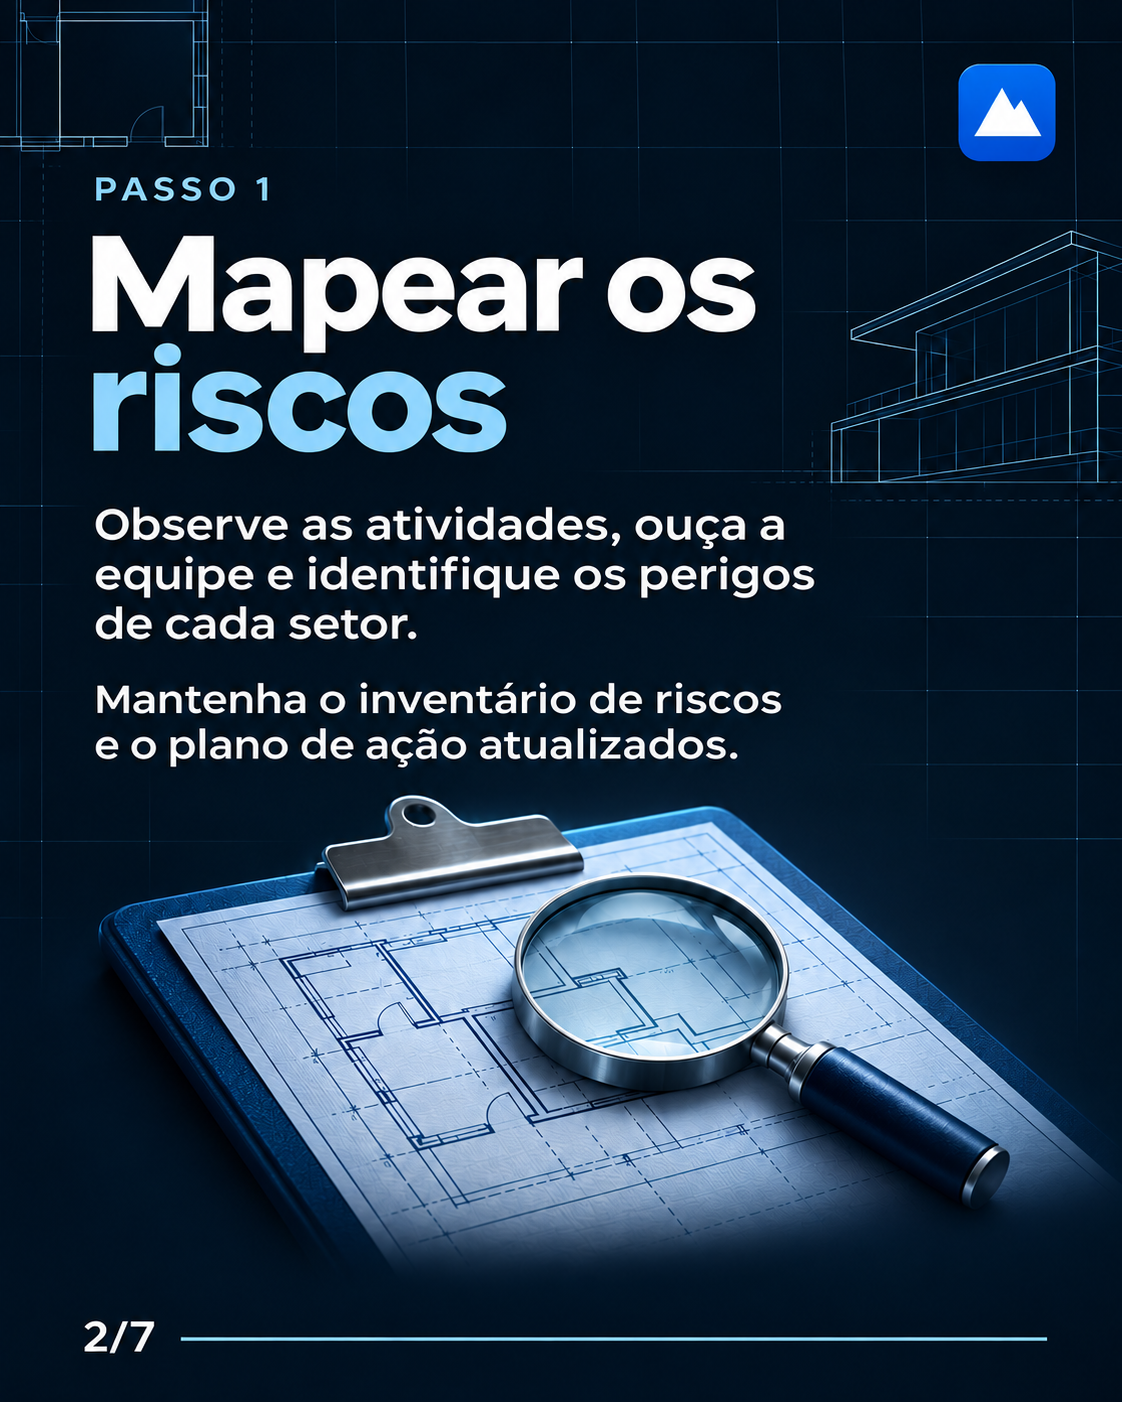 PASSO 1
Mapear os
riscos
Observe as atividades, ouça a
equipe e identifique os perigos
de cada setor.
Mantenha o inventário de riscos
e o plano de ação atualizados.
2/7